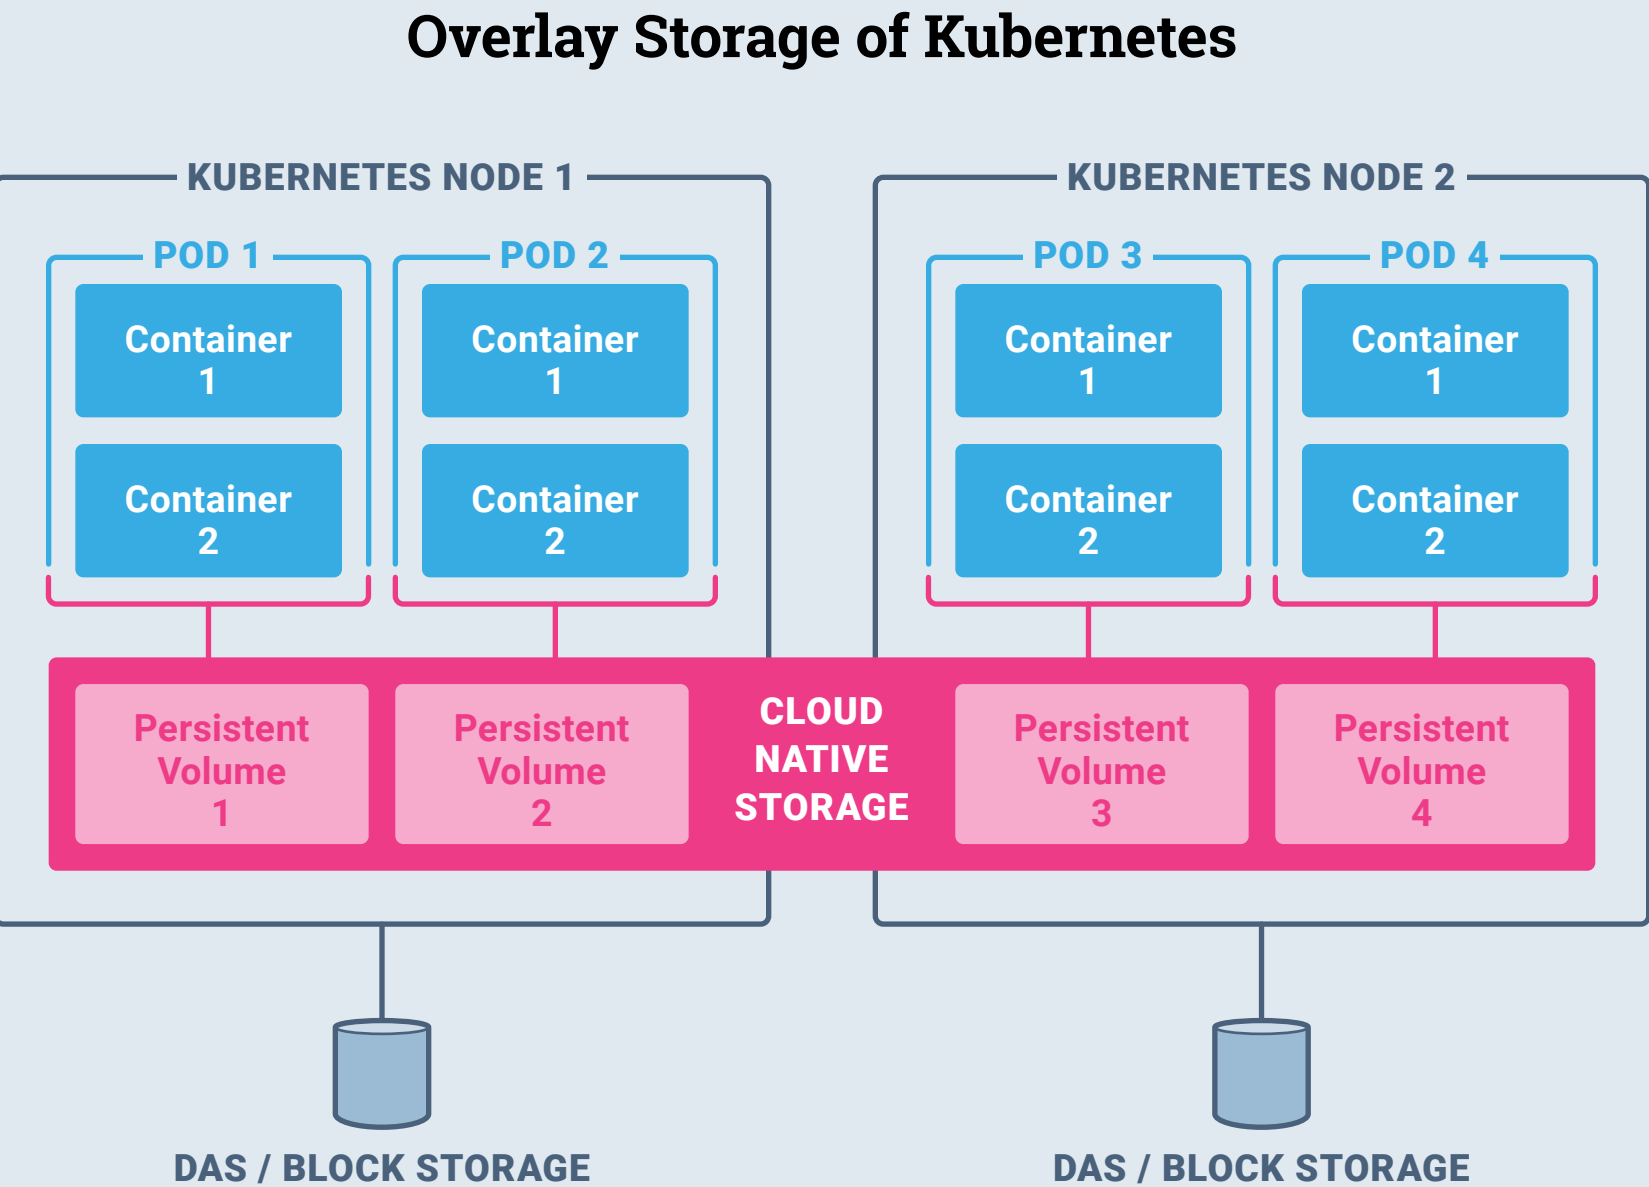 Overlay Storage of Kubernetes
KUBERNETES NODE 1
KUBERNETES NODE 2
POD 1
POD 2
POD 3
POD 4
Container
1
Container
1
Container
1
Container
1
Container
2
Container
2
Container
2
Container
2
Persistent
Volume
1
Persistent
Volume
2
CLOUD
NATIVE
STORAGE
Persistent
Volume
3
Persistent
Volume
4
DAS / BLOCK STORAGE
DAS / BLOCK STORAGE